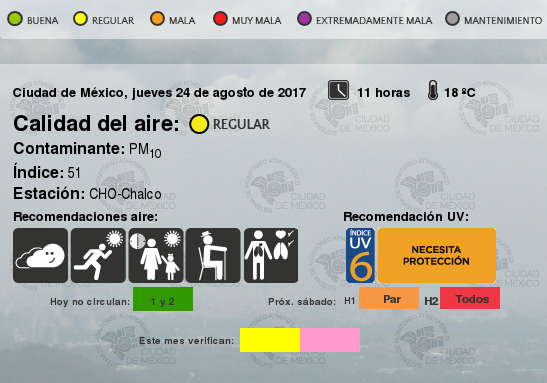 BUENA REGULAR MALA MUY MALA EXTREMADAMENTE MALA MANTENIMIENTO
Ciudad de México, jueves 24 de agosto de 2017 11 horas 18 ºC
Calidad del aire: REGULAR
Contaminante: PM10
Índice: 51
Estación: CHO-Chalco
Recomendaciones aire: Recomendación UV:
ÍNDICE
UV
6
NECESITA
PROTECCIÓN
Hoy no circulan: 1 y 2 Próx. sábado: H1 Par H2 Todos
Este mes verifican:
MONITOREO ATMOSFÉRICO
CIUDAD
DE MÉXICO